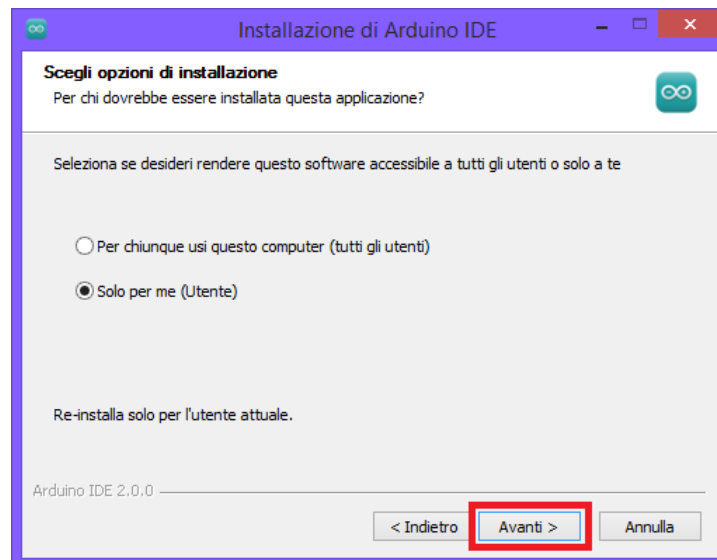 Installazione di Arduino IDE
Scegli opzioni di installazione
Per chi dovrebbe essere installata questa applicazione?
Seleziona se desideri rendere questo software accessibile a tutti gli utenti o solo a te
Per chiunque usi questo computer (tutti gli utenti)
Solo per me (Utente)
Re-installa solo per l'utente attuale.
Arduino IDE 2.0.0
< Indietro Avanti > Annulla